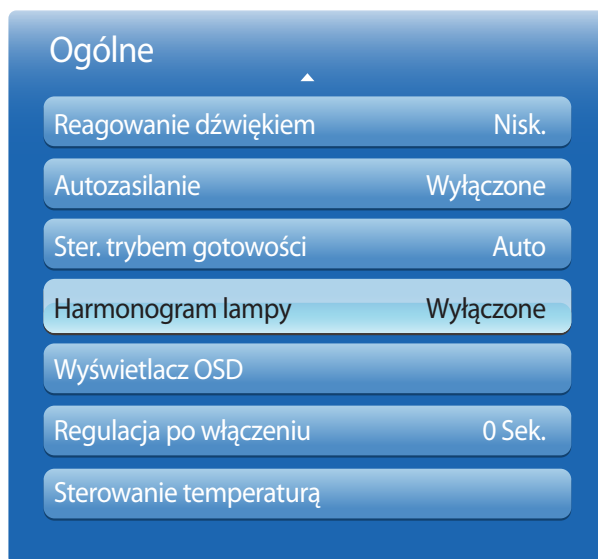 Ogólne
Reagowanie dźwiękiem Nisk.
Autozasilanie Wyłączone
Ster. trybem gotowości Auto
Harmonogram lampy Wyłączone
Wyświetlacz OSD
Regulacja po włączeniu 0 Sek.
Sterowanie temperaturą